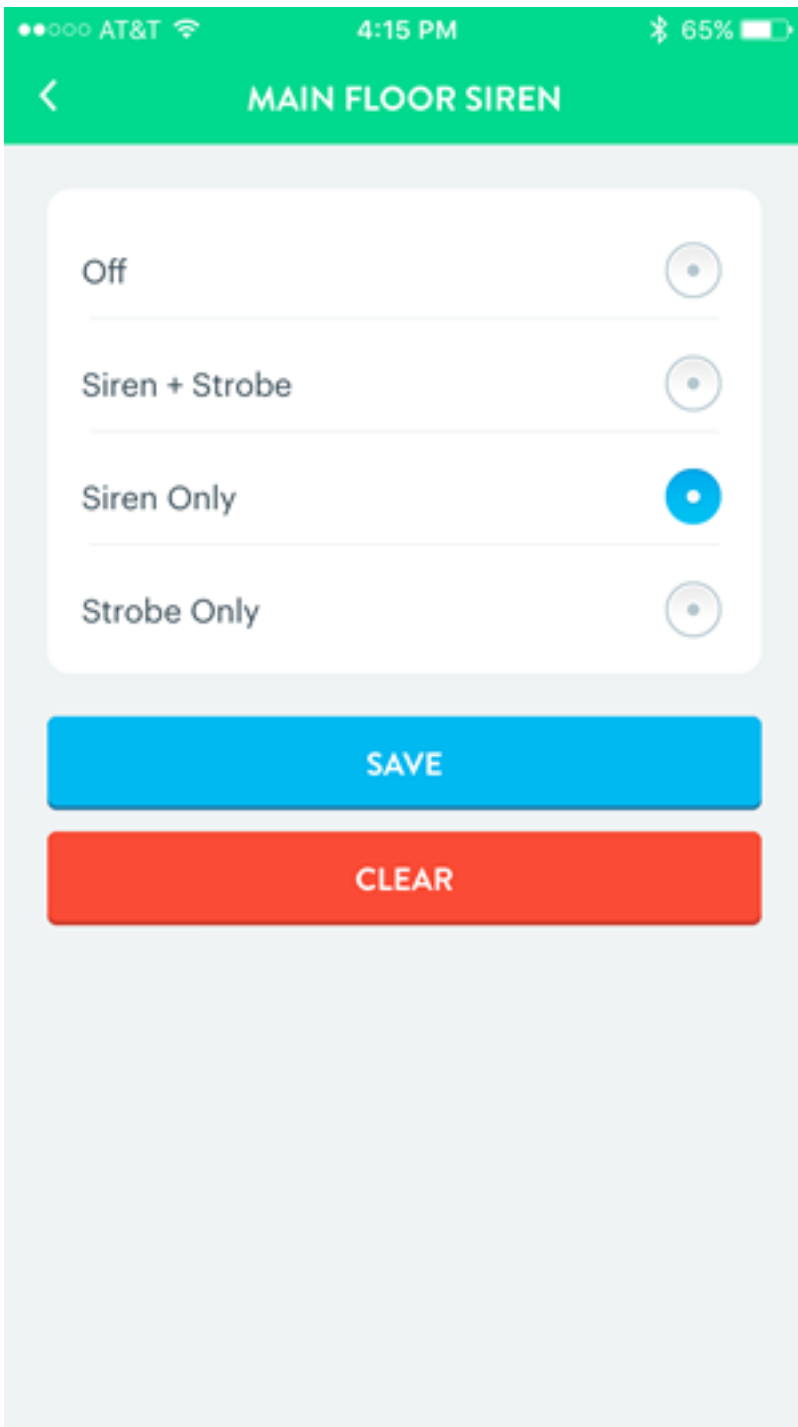 AT&T 4:15 PM 65%
MAIN FLOOR SIREN
Off
Siren + Strobe
Siren Only
Strobe Only
SAVE
CLEAR